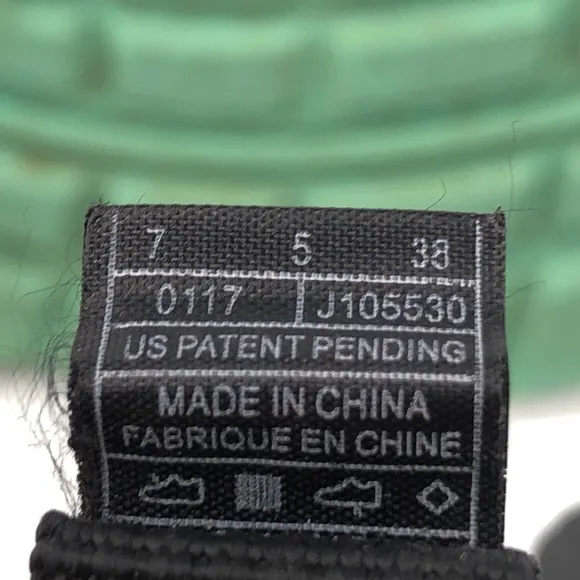 7 5 38
0117 J105530
US PATENT PENDING
MADE IN CHINA
FABRIQUE EN CHINE